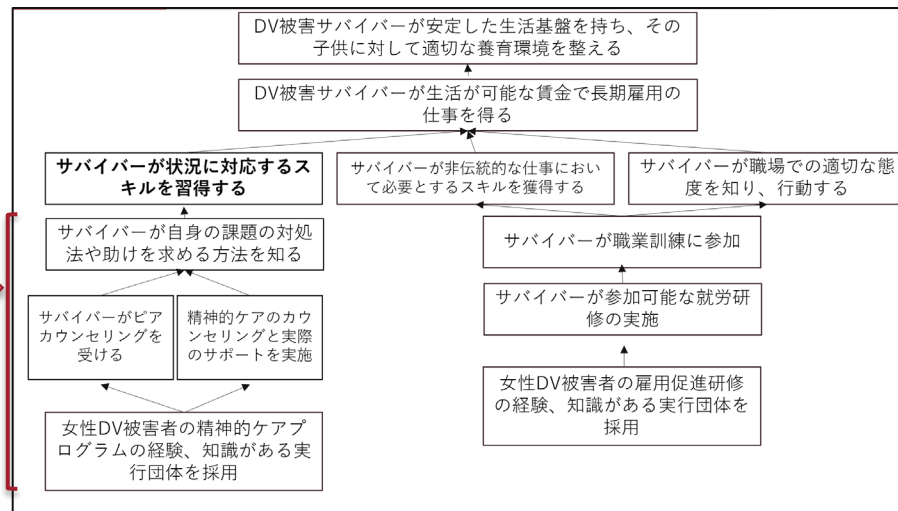 DV被害サバイバーが安定した生活基盤を持ち、その
子供に対して適切な養育環境を整える
DV被害サバイバーが生活が可能な賃金で長期雇用の
仕事を得る
サバイバーが状況に対応するス
キルを習得する
サバイバーが非伝統的な仕事におい
て必要とするスキルを獲得する
サバイバーが職場での適切な態
度を知り、行動する
サバイバーが自身の課題の対処
法や助けを求める方法を知る
サバイバーが職業訓練に参加
サバイバーがピア
カウンセリングを
受ける
精神的ケアのカウ
ンセリングと実際
のサポートを実施
サバイバーが参加可能な就労研
修の実施
女性DV被害者の精神的ケアプ
ログラムの経験、知識がある実
行団体を採用
女性DV被害者の雇用促進研修
の経験、知識がある実行団体を
採用